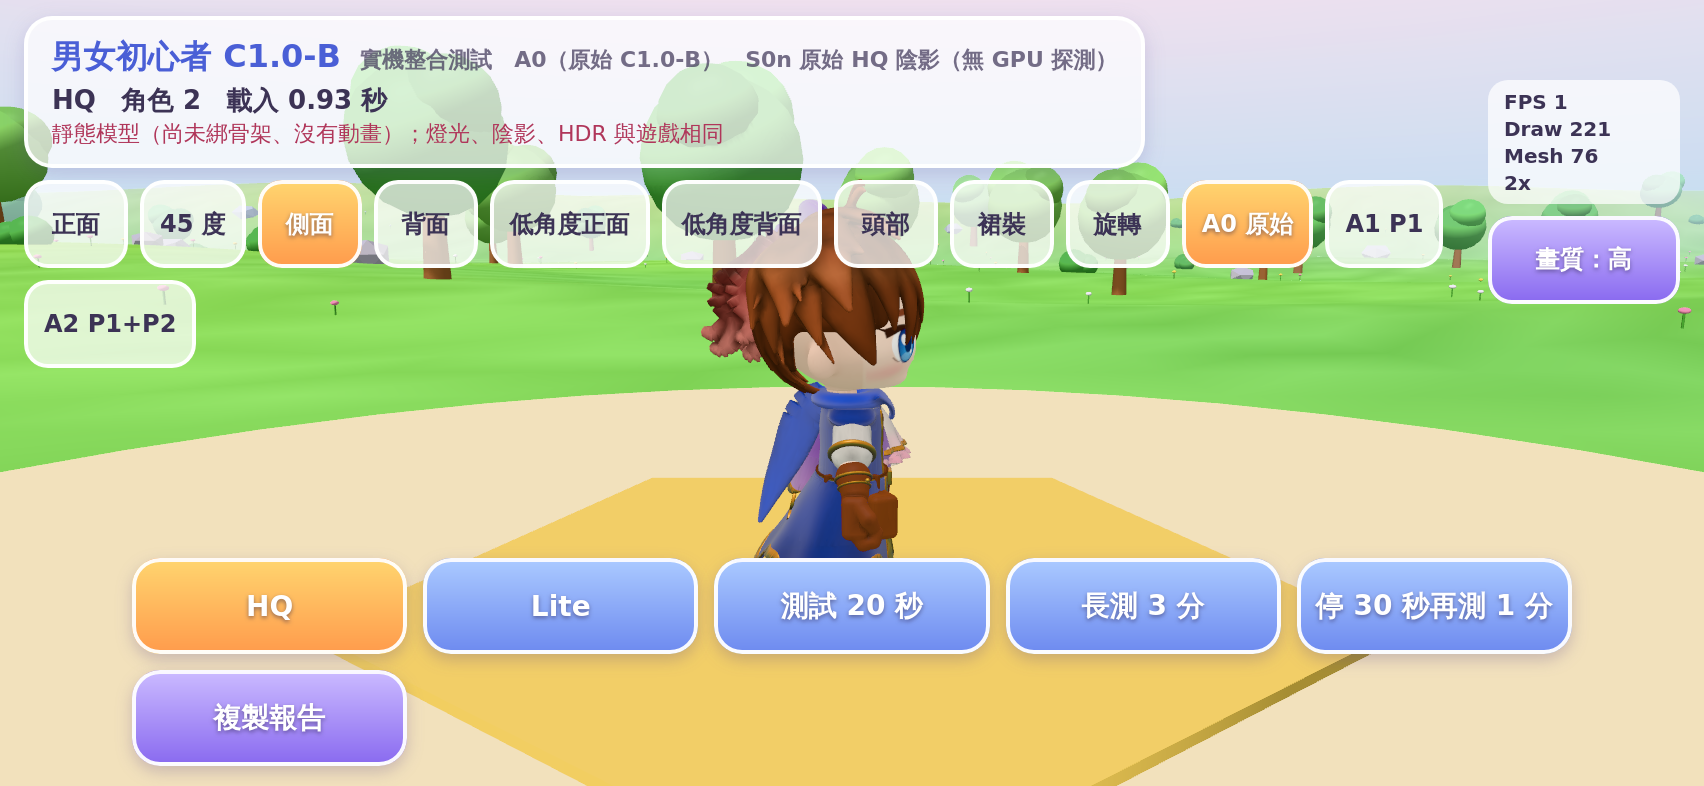 男女初心者 C1.0-B 實機整合測試 A0（原始 C1.0-B） S0n 原始 HQ 陰影（無 GPU 探測）
HQ 角色 2 載入 0.93 秒
靜態模型（尚未綁骨架、沒有動畫）；燈光、陰影、HDR 與遊戲相同
FPS 1
Draw 221
Mesh 76
2x
正面
45 度
側面
背面
低角度正面
低角度背面
頭部
裙裝
旋轉
A0 原始
A1 P1
畫質：高
A2 P1+P2
HQ
Lite
測試 20 秒
長測 3 分
停 30 秒再測 1 分
複製報告